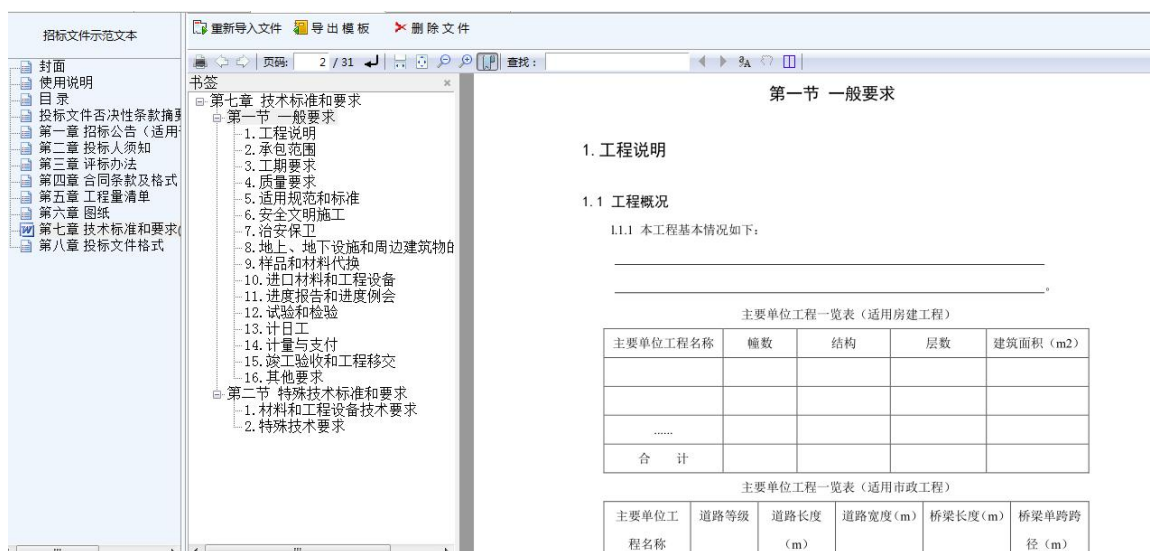 招标文件示范文本
封面
使用说明
目录
投标文件否决性条款摘要
第一章 招标公告（适用
第二章 投标人须知
第三章 评标办法
第四章 合同条款及格式
第五章 工程量清单
第六章 图纸
第七章 技术标准和要求(
第八章 投标文件格式
重新导入文件 导出模板 删除文件
页码: 2 / 31 查找:
书签
第七章 技术标准和要求
第一节 一般要求
1.工程说明
2.承包范围
3.工期要求
4.质量要求
5.适用规范和标准
6.安全文明施工
7.治安保卫
8.地上、地下设施和周边建筑物的
9.样品和材料代换
10.进口材料和工程设备
11.进度报告和进度例会
12.试验和检验
13.计日工
14.计量与支付
15.竣工验收和工程移交
16.其他要求
第二节 特殊技术标准和要求
1.材料和工程设备技术要求
2.特殊技术要求
第一节 一般要求
1. 工程说明
1.1 工程概况
1.1.1 本工程基本情况如下:
。
主要单位工程一览表（适用房建工程）
主要单位工程名称 幢数 结构 层数 建筑面积（m2）
......
合 计
主要单位工程一览表（适用市政工程）
主要单位工程名称 道路等级 道路长度（m） 道路宽度(m) 桥梁长度(m) 桥梁单跨跨径（m）